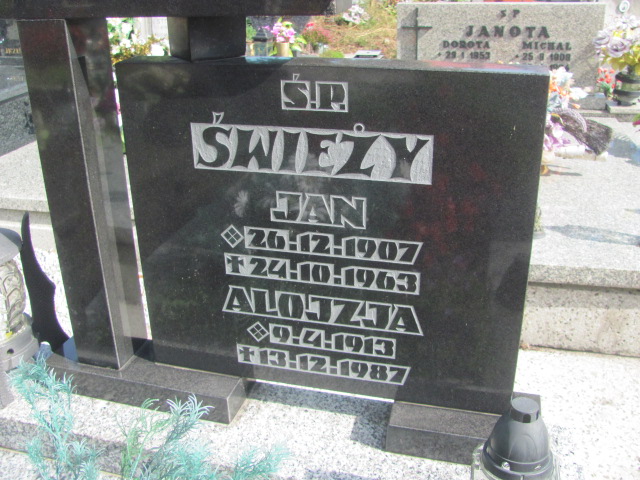 Ś.P.
ŚWIEŻY
JAN
26-12-1907
✝24-10-1963
ALOJZJA
9-4-1913
✝13-12-1987
S P
JANOTA
DOROTA MICHAŁ